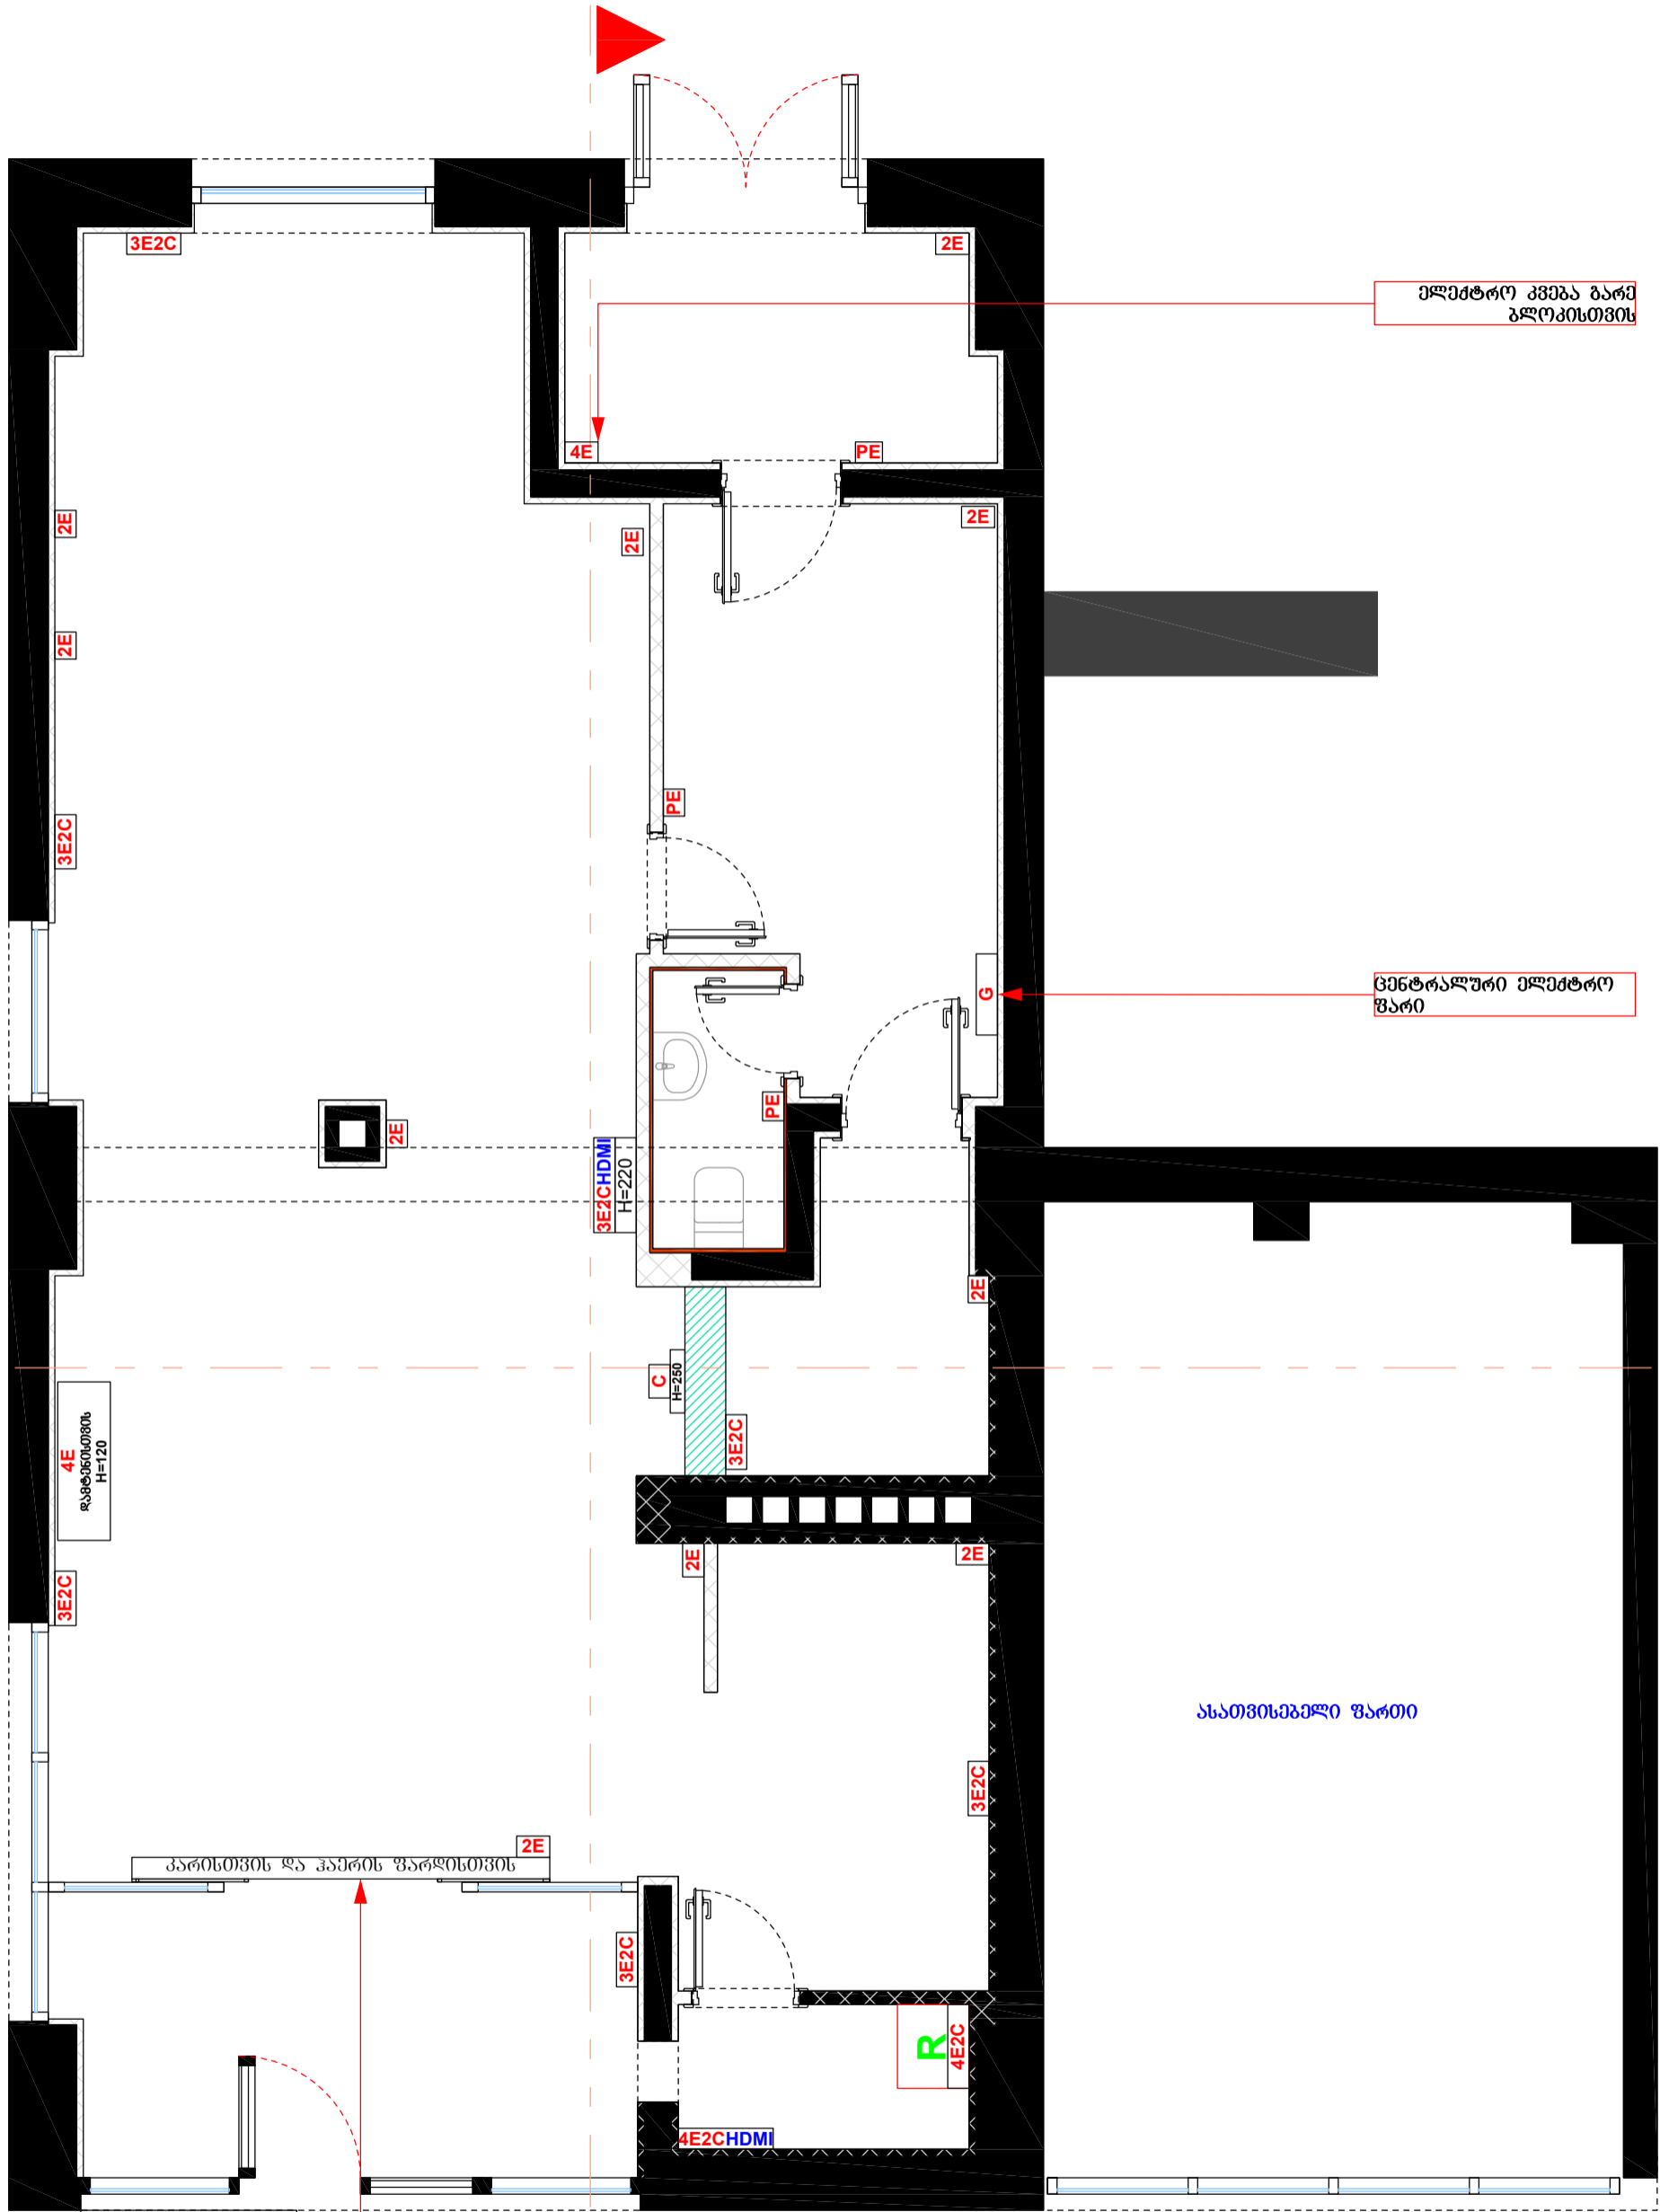 3E2C
2E
ელექტრო კვება გარე
ბლოკისთვის
4E
PE
2E
2E
2E
2E
PE
3E2C
G
ცენტრალური ელექტრო
ფარი
PE
2E
3E2CHDMI
H=220
2E
C
H=250
3E2C
4E
დამტენისთვის
H=120
2E
2E
3E2C
ასათვისებელი ფართი
3E2C
2E
კარისთვის და ჰაერის ფარდისთვის
3E2C
R
4E2C
4E2CHDMI